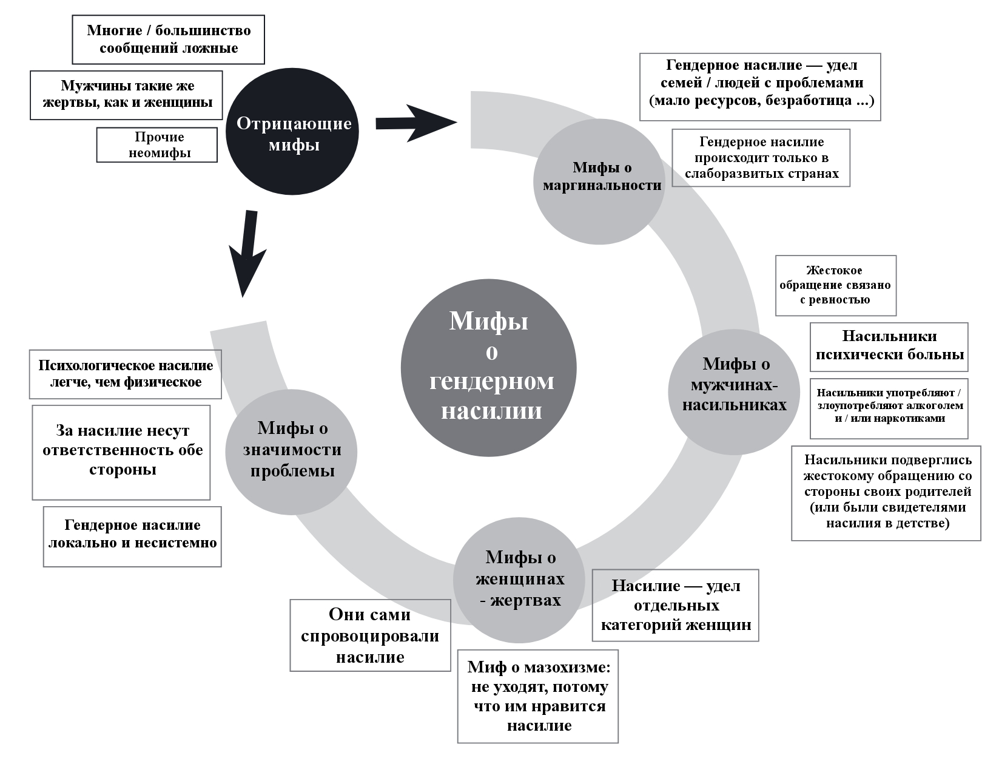 Многие / большинство
сообщений ложные
Мужчины такие же
жертвы, как и женщины
Прочие
неомифы
Отрицающие
мифы
Гендерное насилие — удел
семей / людей с проблемами
(мало ресурсов, безработица ...)
Гендерное насилие
происходит только в
слаборазвитых странах
Мифы о
маргинальности
Жестокое
обращение связано
с ревностью
Насильники
психически больны
Насильники употребляют /
злоупотребляют алкоголем
и / или наркотиками
Насильники подверглись
жестокому обращению со
стороны своих родителей
(или были свидетелями
насилия в детстве)
Мифы о
мужчинах-
насильниках
Мифы
о
гендерном
насилии
Психологическое насилие
легче, чем физическое
За насилие несут
ответственность обе
стороны
Гендерное насилие
локально и несистемно
Мифы о
значимости
проблемы
Мифы о
женщинах
- жертвах
Насилие — удел
отдельных
категорий женщин
Они сами
спровоцировали
насилие
Миф о мазохизме:
не уходят, потому
что им нравится
насилие